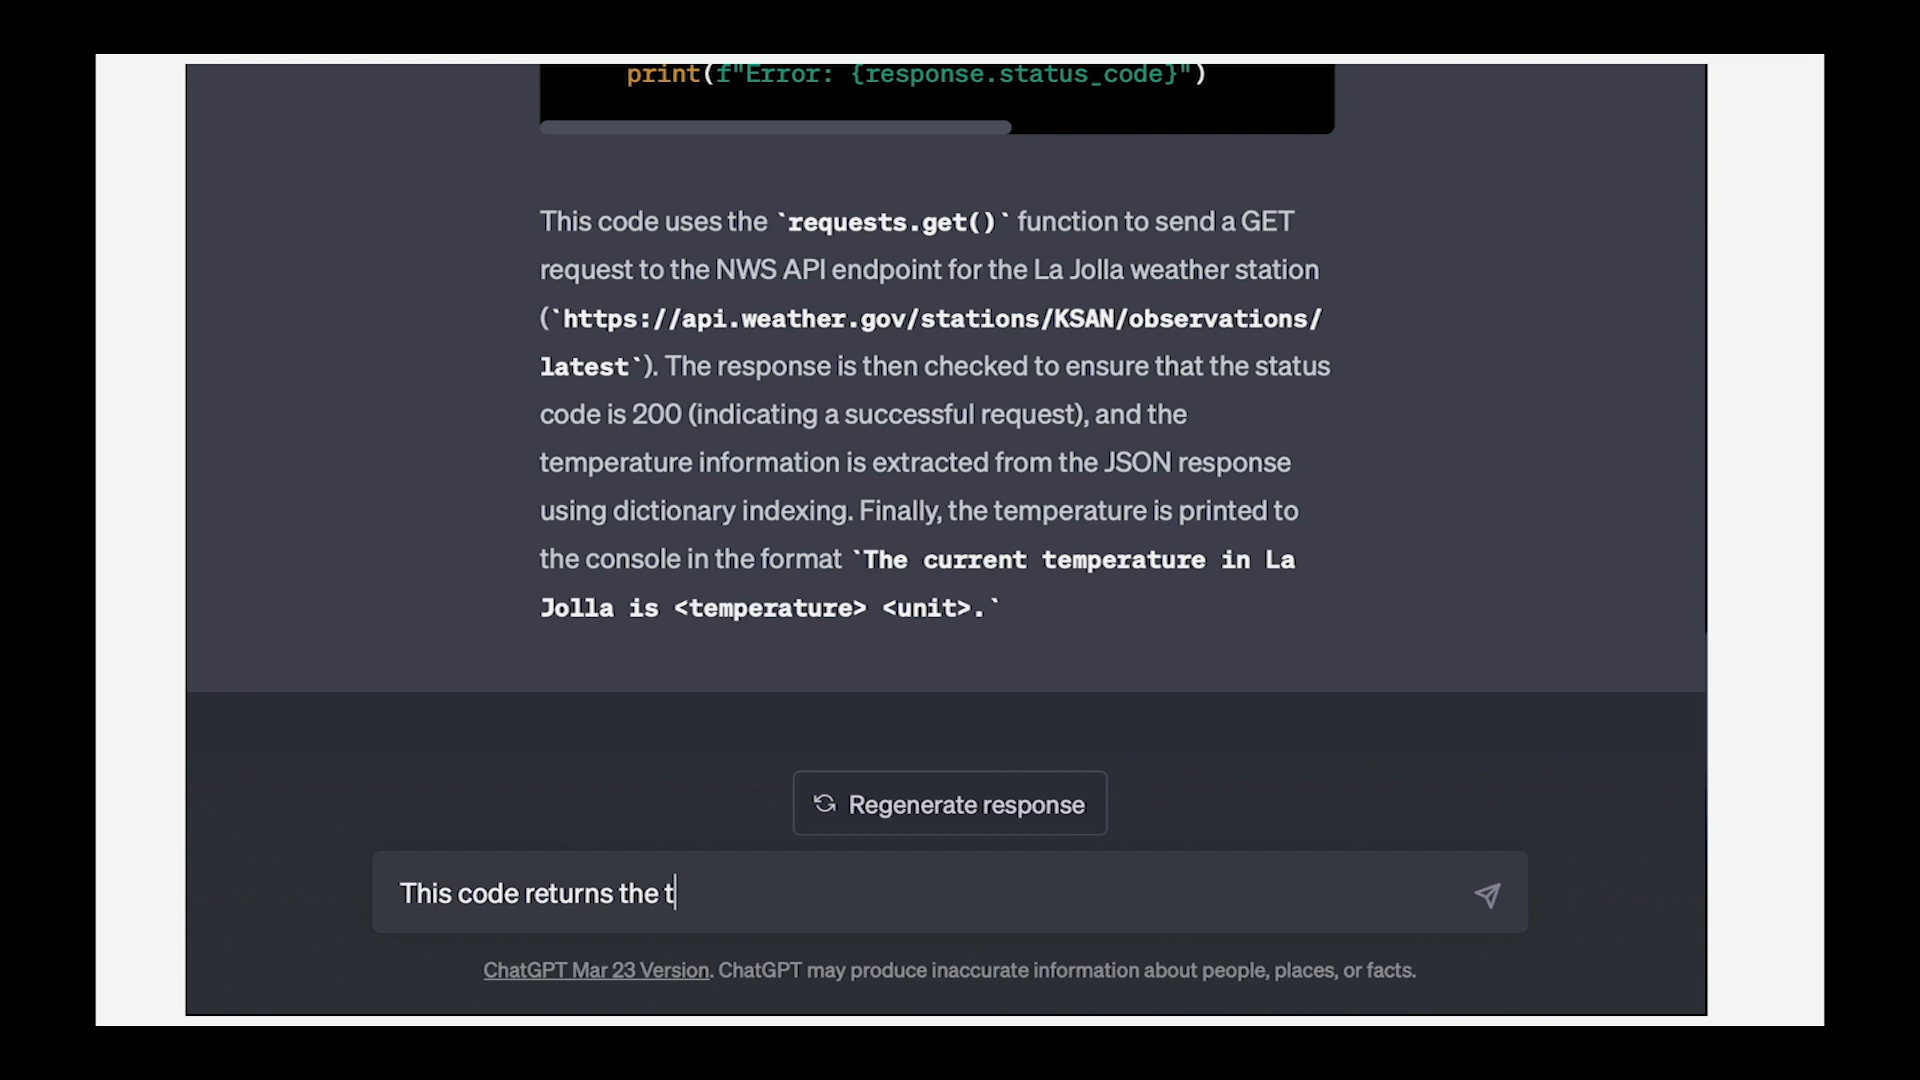 print(f"Error: {response.status_code}")
This code uses the `requests.get()` function to send a GET
request to the NWS API endpoint for the La Jolla weather station
(`https://api.weather.gov/stations/KSAN/observations/
latest`). The response is then checked to ensure that the status
code is 200 (indicating a successful request), and the
temperature information is extracted from the JSON response
using dictionary indexing. Finally, the temperature is printed to
the console in the format `The current temperature in La
Jolla is <temperature> <unit>.`
Regenerate response
This code returns the t
ChatGPT Mar 23 Version. ChatGPT may produce inaccurate information about people, places, or facts.